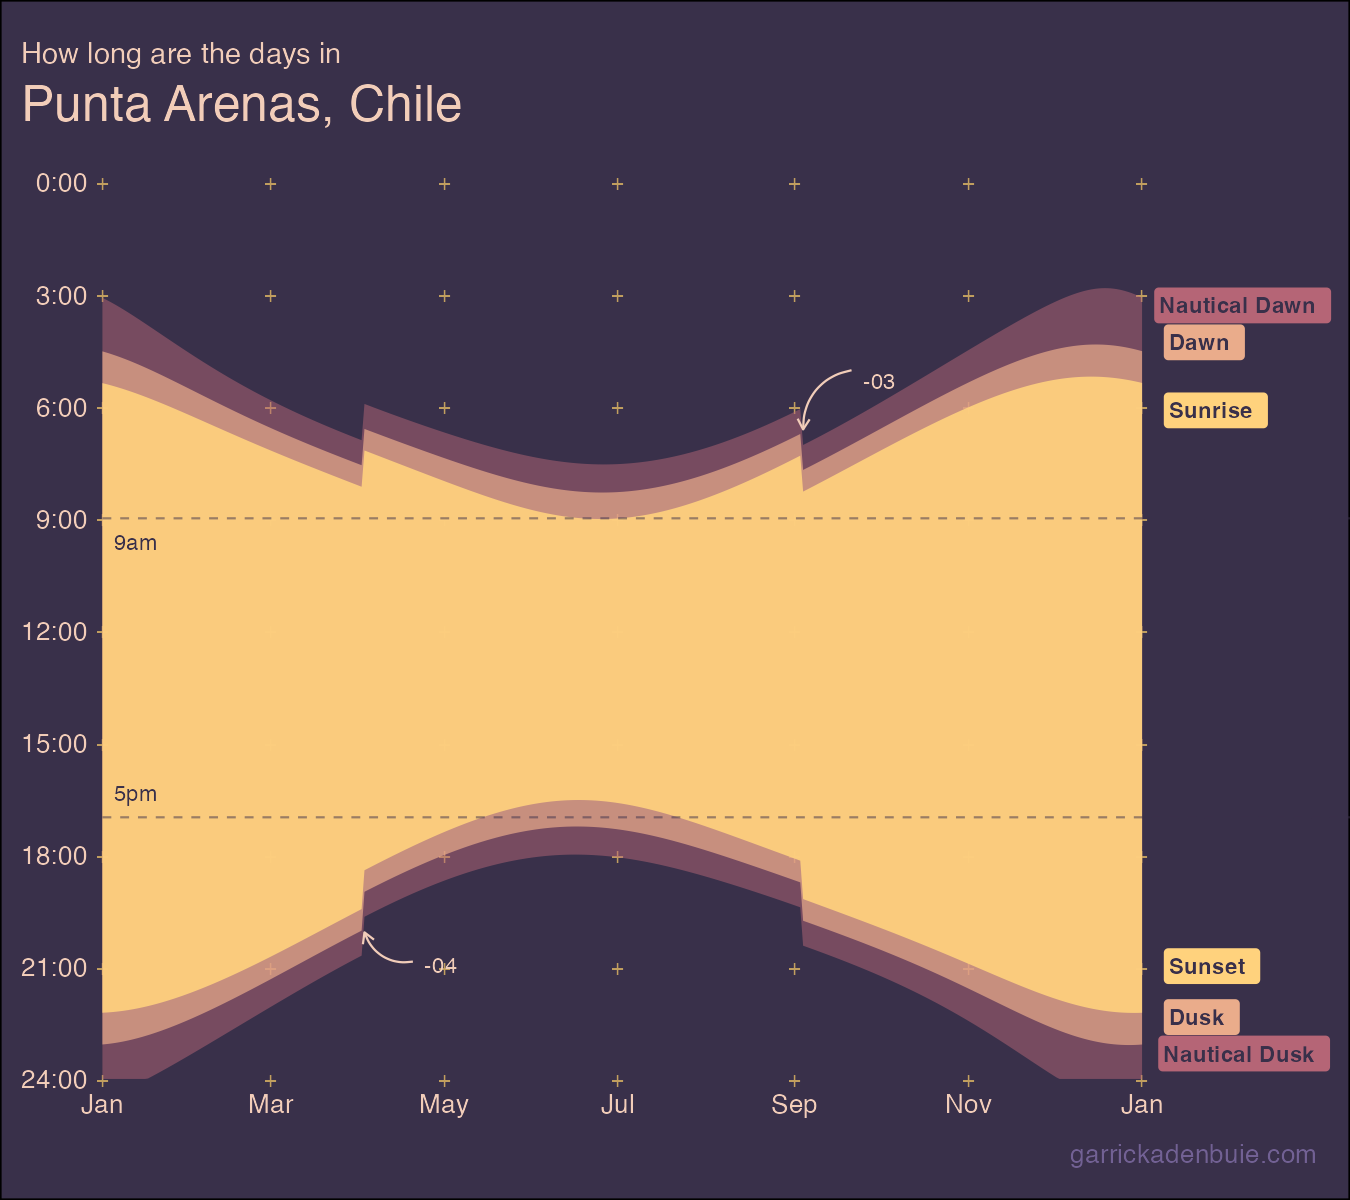 How long are the days in
Punta Arenas, Chile
0:00
3:00
Nautical Dawn
Dawn
-03
6:00
Sunrise
9:00
9am
12:00
15:00
5pm
18:00
21:00
-04
Sunset
Dusk
Nautical Dusk
24:00
Jan Mar May Jul Sep Nov Jan
garrickadenbuie.com